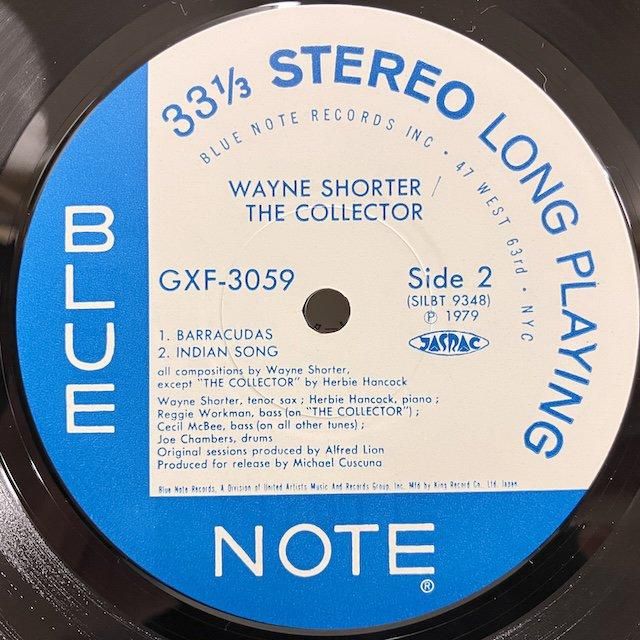 33⅓ STEREO LONG PLAYING
BLUE NOTE RECORDS INC • 47 WEST 63rd • NYC
WAYNE SHORTER /
THE COLLECTOR
GXF-3059
Side 2
(SILBT 9348)
Ⓟ 1979
JASRAC
1. BARRACUDAS
2. INDIAN SONG
all compositions by Wayne Shorter,
except "THE COLLECTOR" by Herbie Hancock
Wayne Shorter, tenor sax ; Herbie Hancock, piano ;
Reggie Workman, bass (on "THE COLLECTOR") ;
Cecil McBee, bass (on all other tunes) ;
Joe Chambers, drums
Original sessions produced by Alfred Lion
Produced for release by Michael Cuscuna
Blue Note Records, A Division of United Artists Music And Records Group, Inc. Mfd by King Record Co., Ltd. Japan
BLUE
NOTE®